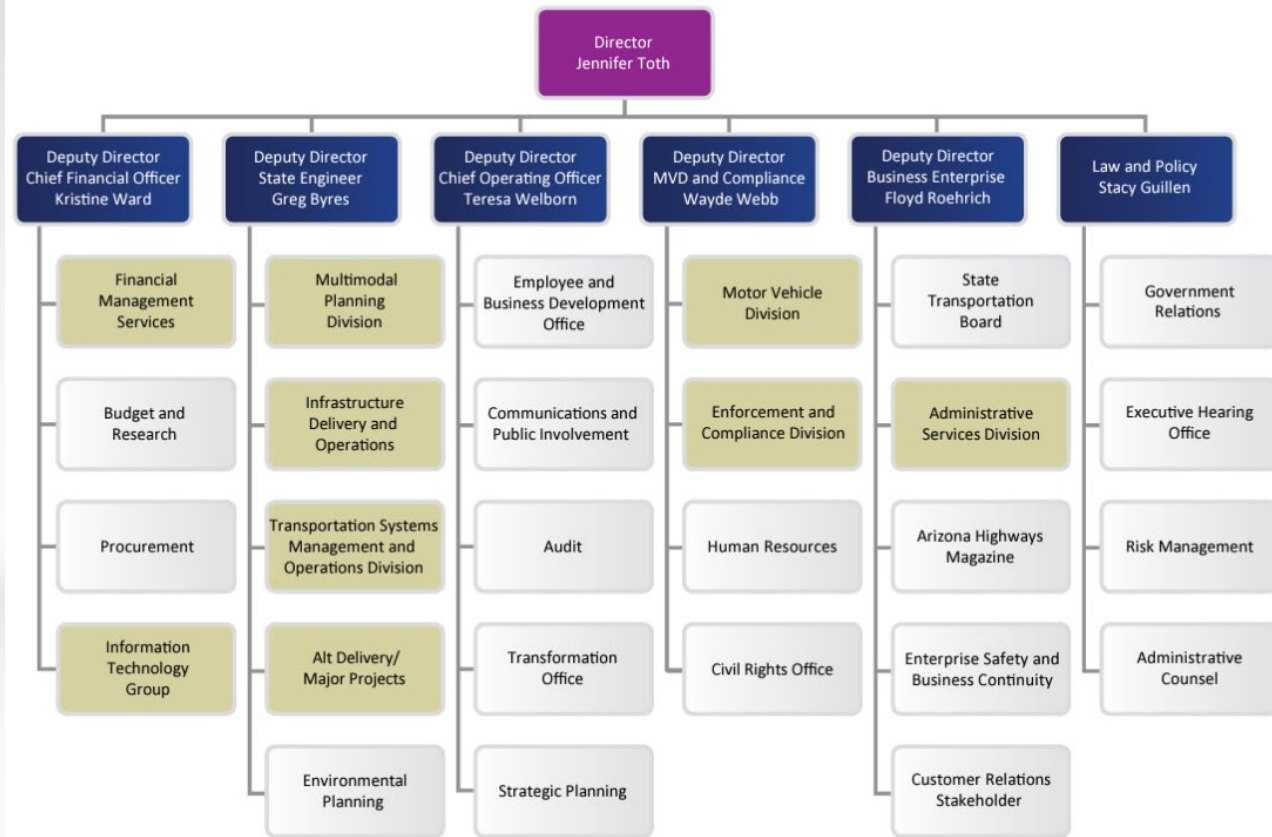 Director
Jennifer Toth
Deputy Director
Chief Financial Officer
Kristine Ward
Deputy Director
State Engineer
Greg Byres
Deputy Director
Chief Operating Officer
Teresa Welborn
Deputy Director
MVD and Compliance
Wayde Webb
Deputy Director
Business Enterprise
Floyd Roehrich
Law and Policy
Stacy Guillen
Financial
Management
Services
Multimodal
Planning
Division
Employee and
Business Development
Office
Motor Vehicle
Division
State
Transportation
Board
Government
Relations
Budget and
Research
Infrastructure
Delivery and
Operations
Communications and
Public Involvement
Enforcement and
Compliance Division
Administrative
Services Division
Executive Hearing
Office
Procurement
Transportation Systems
Management and
Operations Division
Audit
Human Resources
Arizona Highways
Magazine
Risk Management
Information
Technology
Group
Alt Delivery/
Major Projects
Transformation
Office
Civil Rights Office
Enterprise Safety and
Business Continuity
Administrative
Counsel
Environmental
Planning
Strategic Planning
Customer Relations
Stakeholder